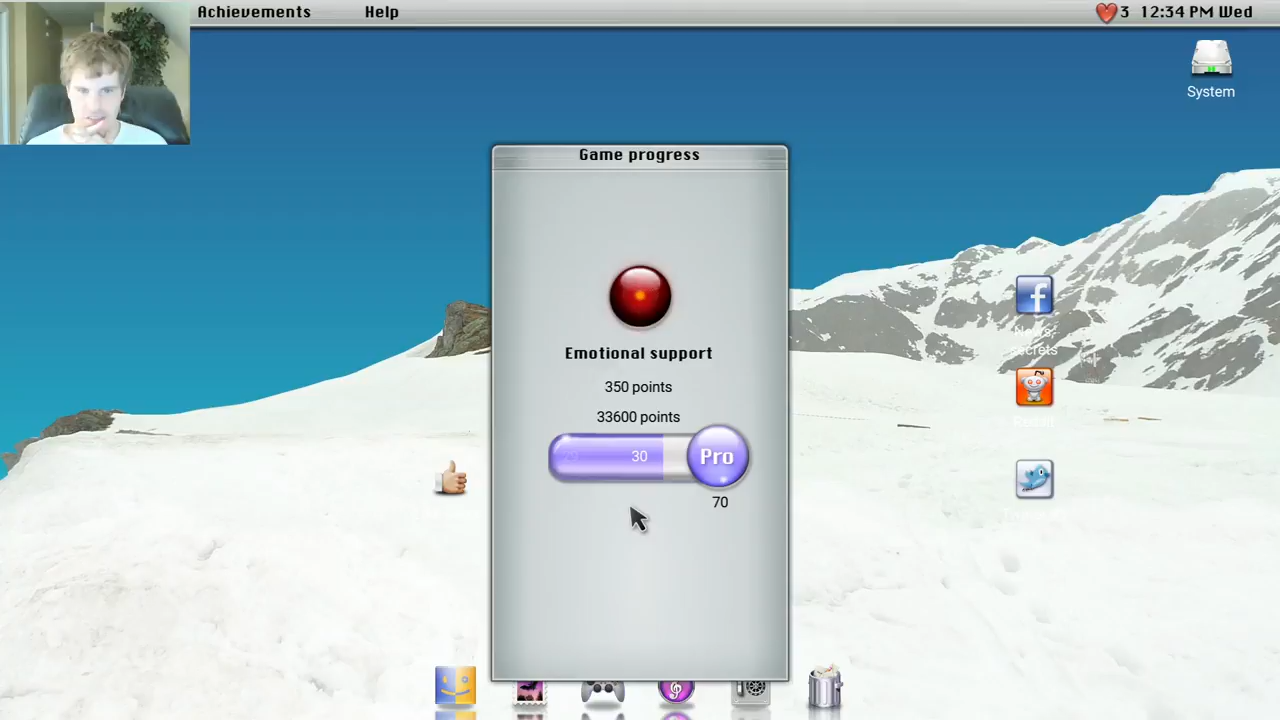 Achievements
Help
3 12:34 PM Wed
System
Game progress
Emotional support
350 points
33600 points
30
Pro
70